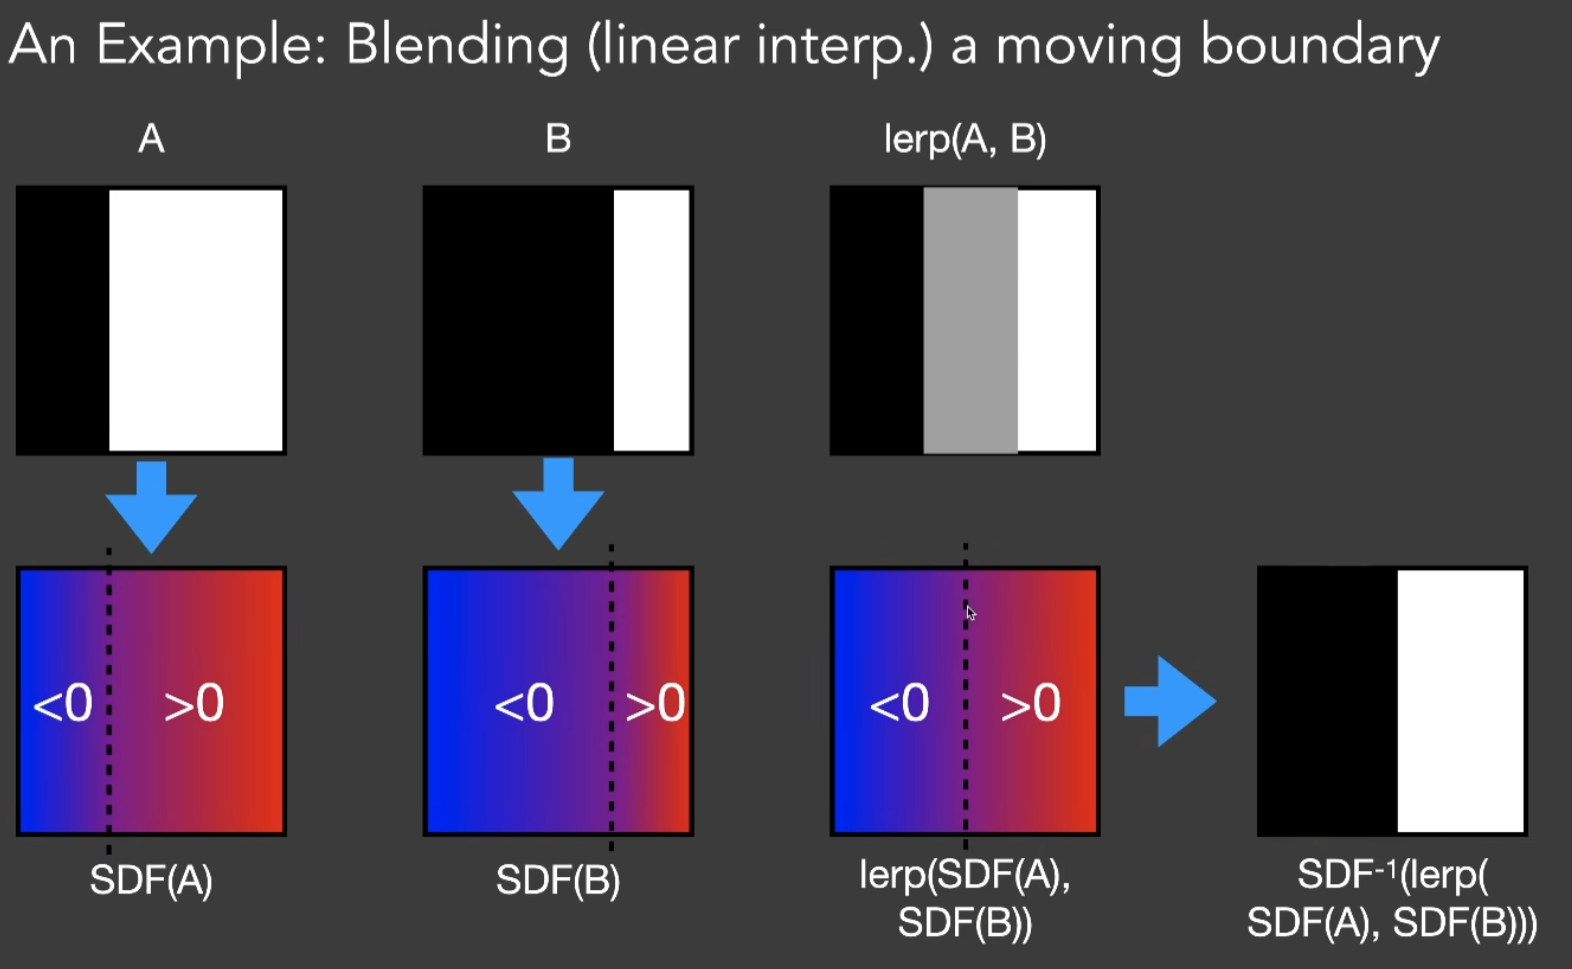 An Example: Blending (linear interp.) a moving boundary
A
B
lerp(A, B)
<0
>0
<0
>0
<0
>0
SDF(A)
SDF(B)
lerp(SDF(A),
SDF(B))
SDF-1(lerp(
SDF(A), SDF(B)))